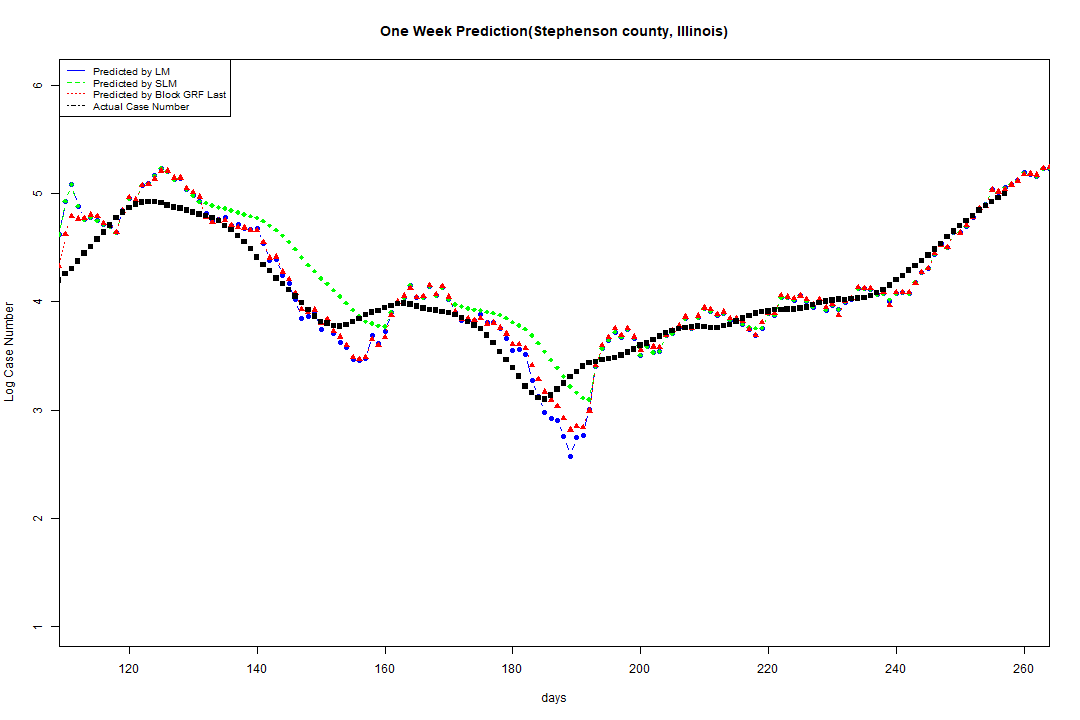 One Week Prediction(Stephenson county, Illinois)
Predicted by LM
Predicted by SLM
Predicted by Block GRF Last
Actual Case Number
6
5
4
3
2
1
Log Case Number
120 140 160 180 200 220 240 260
days